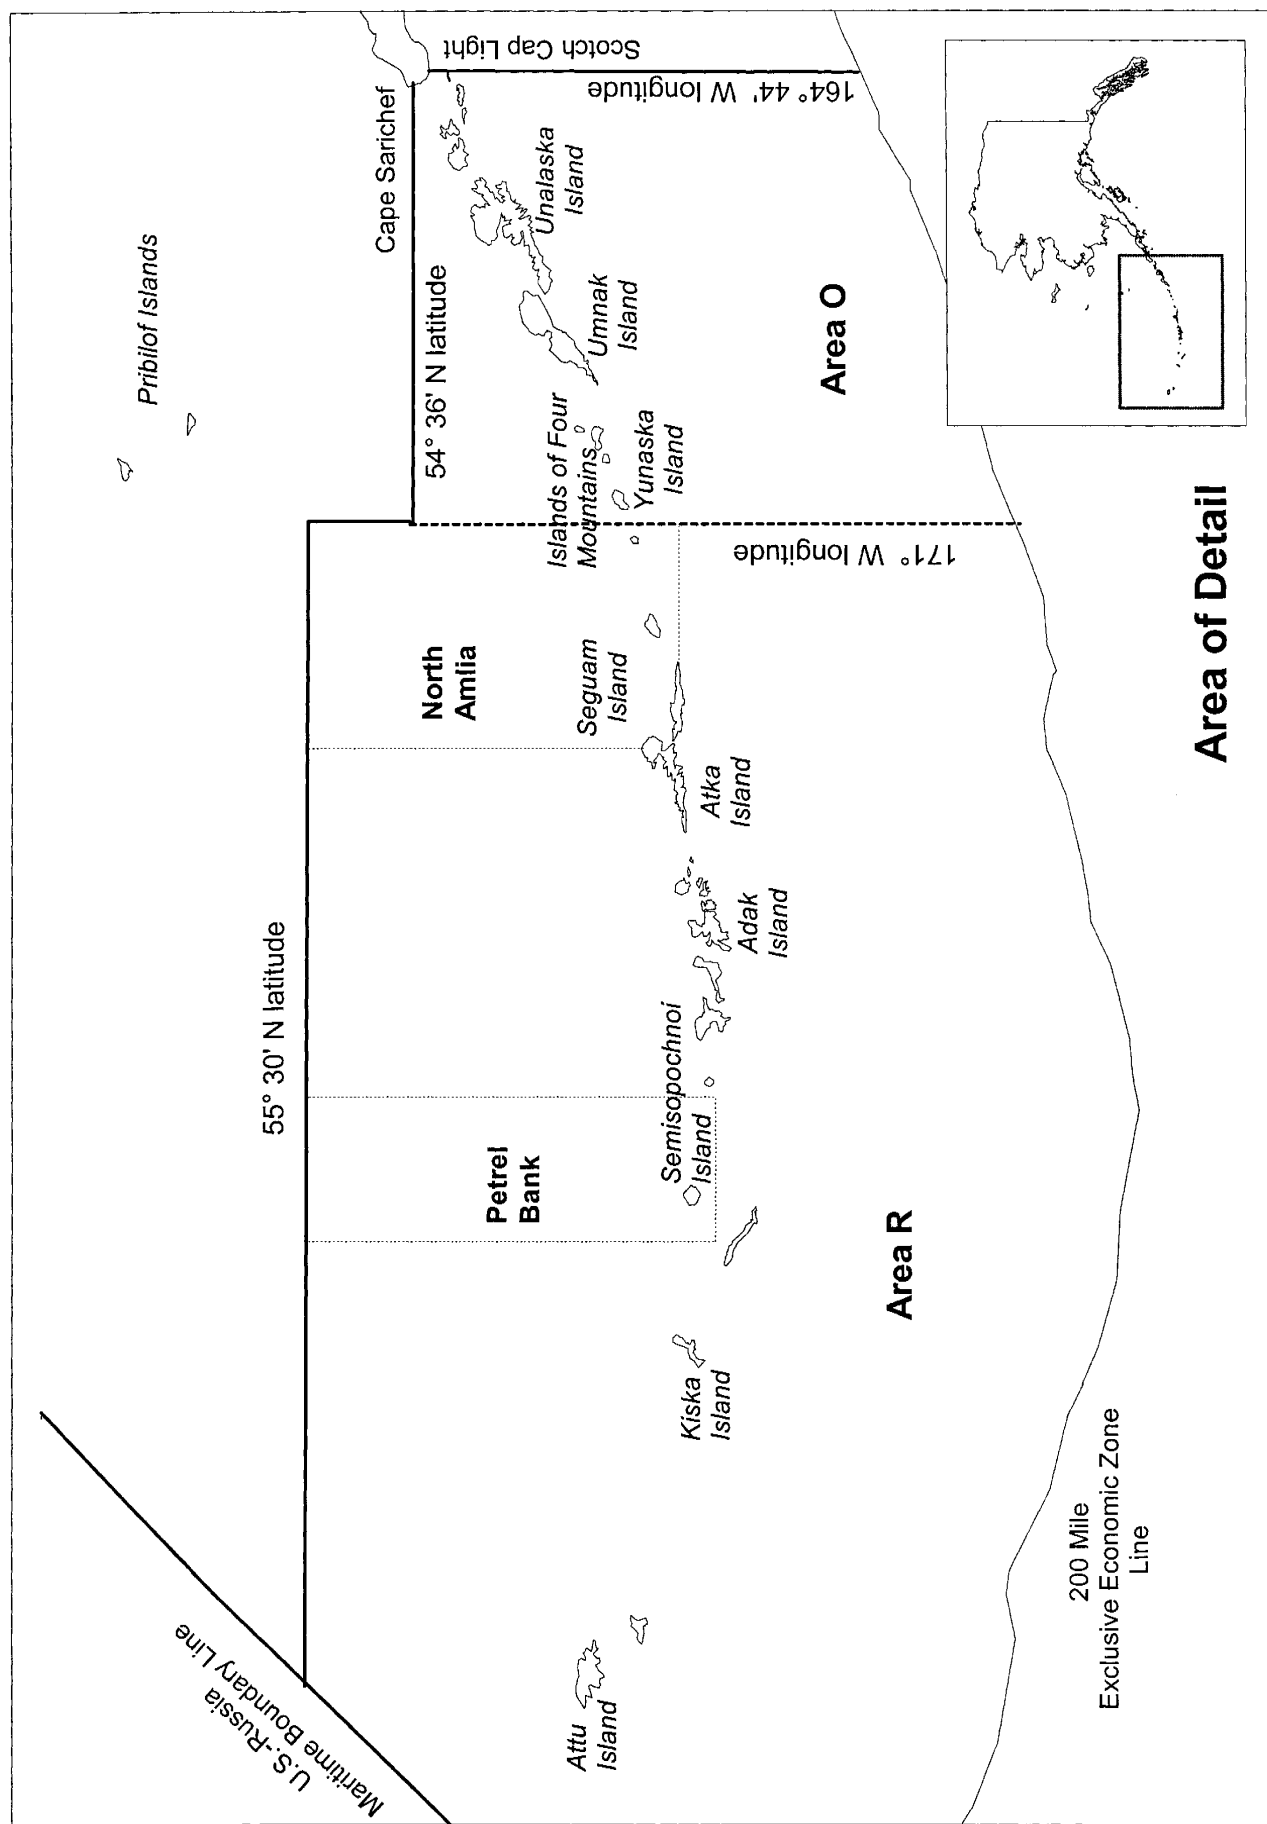 Pribilof Islands
U.S.-Russia
Maritime Boundary Line
55° 30' N latitude
Cape Sarichef
54° 36' N latitude
Scotch Cap Light
164° 44' W longitude
North
Amlia
Petrel
Bank
Unalaska
Island
Umnak
Island
Islands of Four
Mountains
Yunaska
Island
171° W longitude
Seguam
Island
Atka
Island
Adak
Island
Semisopochnoi
Island
Kiska
Island
Attu
Island
Area O
Area R
200 Mile
Exclusive Economic Zone
Line
Area of Detail